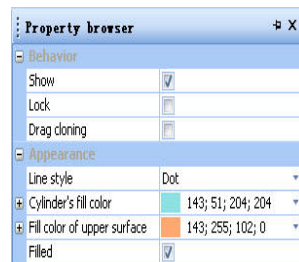 Property browser
Behavior
Show
Lock
Drag cloning
Appearance
Line style Dot
Cylinder's fill color 143; 51; 204; 204
Fill color of upper surface 143; 255; 102; 0
Filled